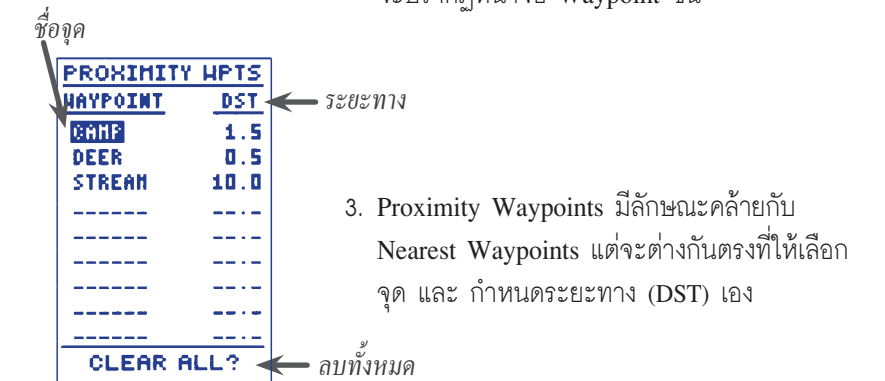 Waypoint
ชื่อจุด
PROXIMITY WPTS
WAYPOINT DST
CAMP 1.5
DEER 0.5
STREAM 10.0
------ --.-
------ --.-
------ --.-
------ --.-
------ --.-
------ --.-
CLEAR ALL?
ระยะทาง
3. Proximity Waypoints มีลักษณะคล้ายกับ
Nearest Waypoints แต่จะต่างกันตรงที่ให้เลือก
จุด และ กำหนดระยะทาง (DST) เอง
ลบทั้งหมด